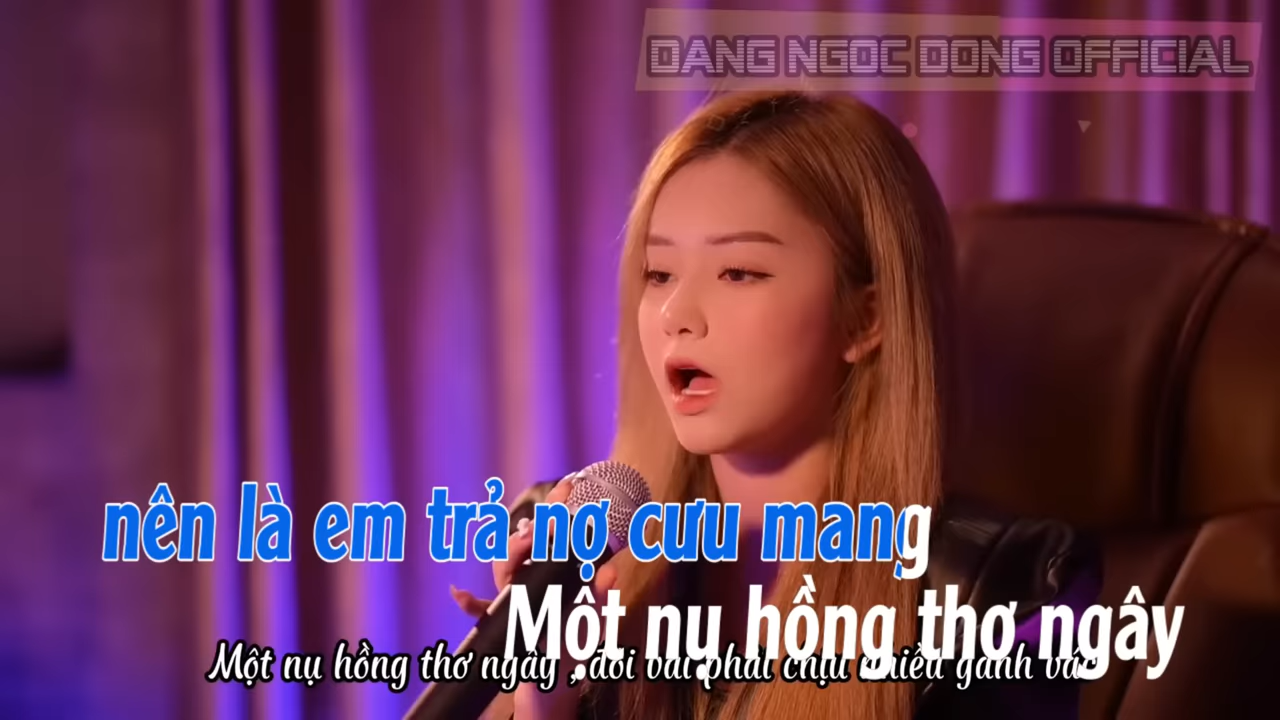 DANG NGOC DONG OFFICIAL
nên là em trả nợ cưu mang
Một nụ hồng thơ ngây
Một nụ hồng thơ ngây , đôi vai phải chịu nhiều gánh vác